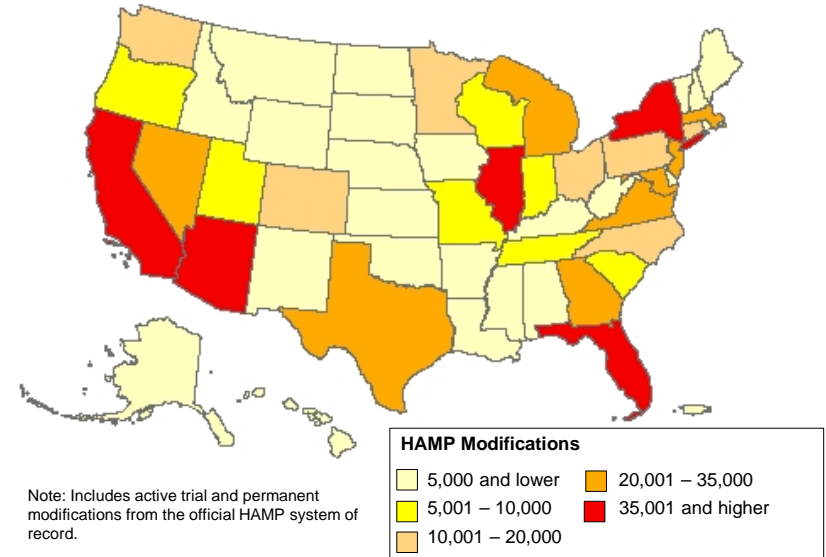 HAMP Modifications
5,000 and lower
5,001 – 10,000
10,001 – 20,000
20,001 – 35,000
35,001 and higher
Note: Includes active trial and permanent
modifications from the official HAMP system of
record.